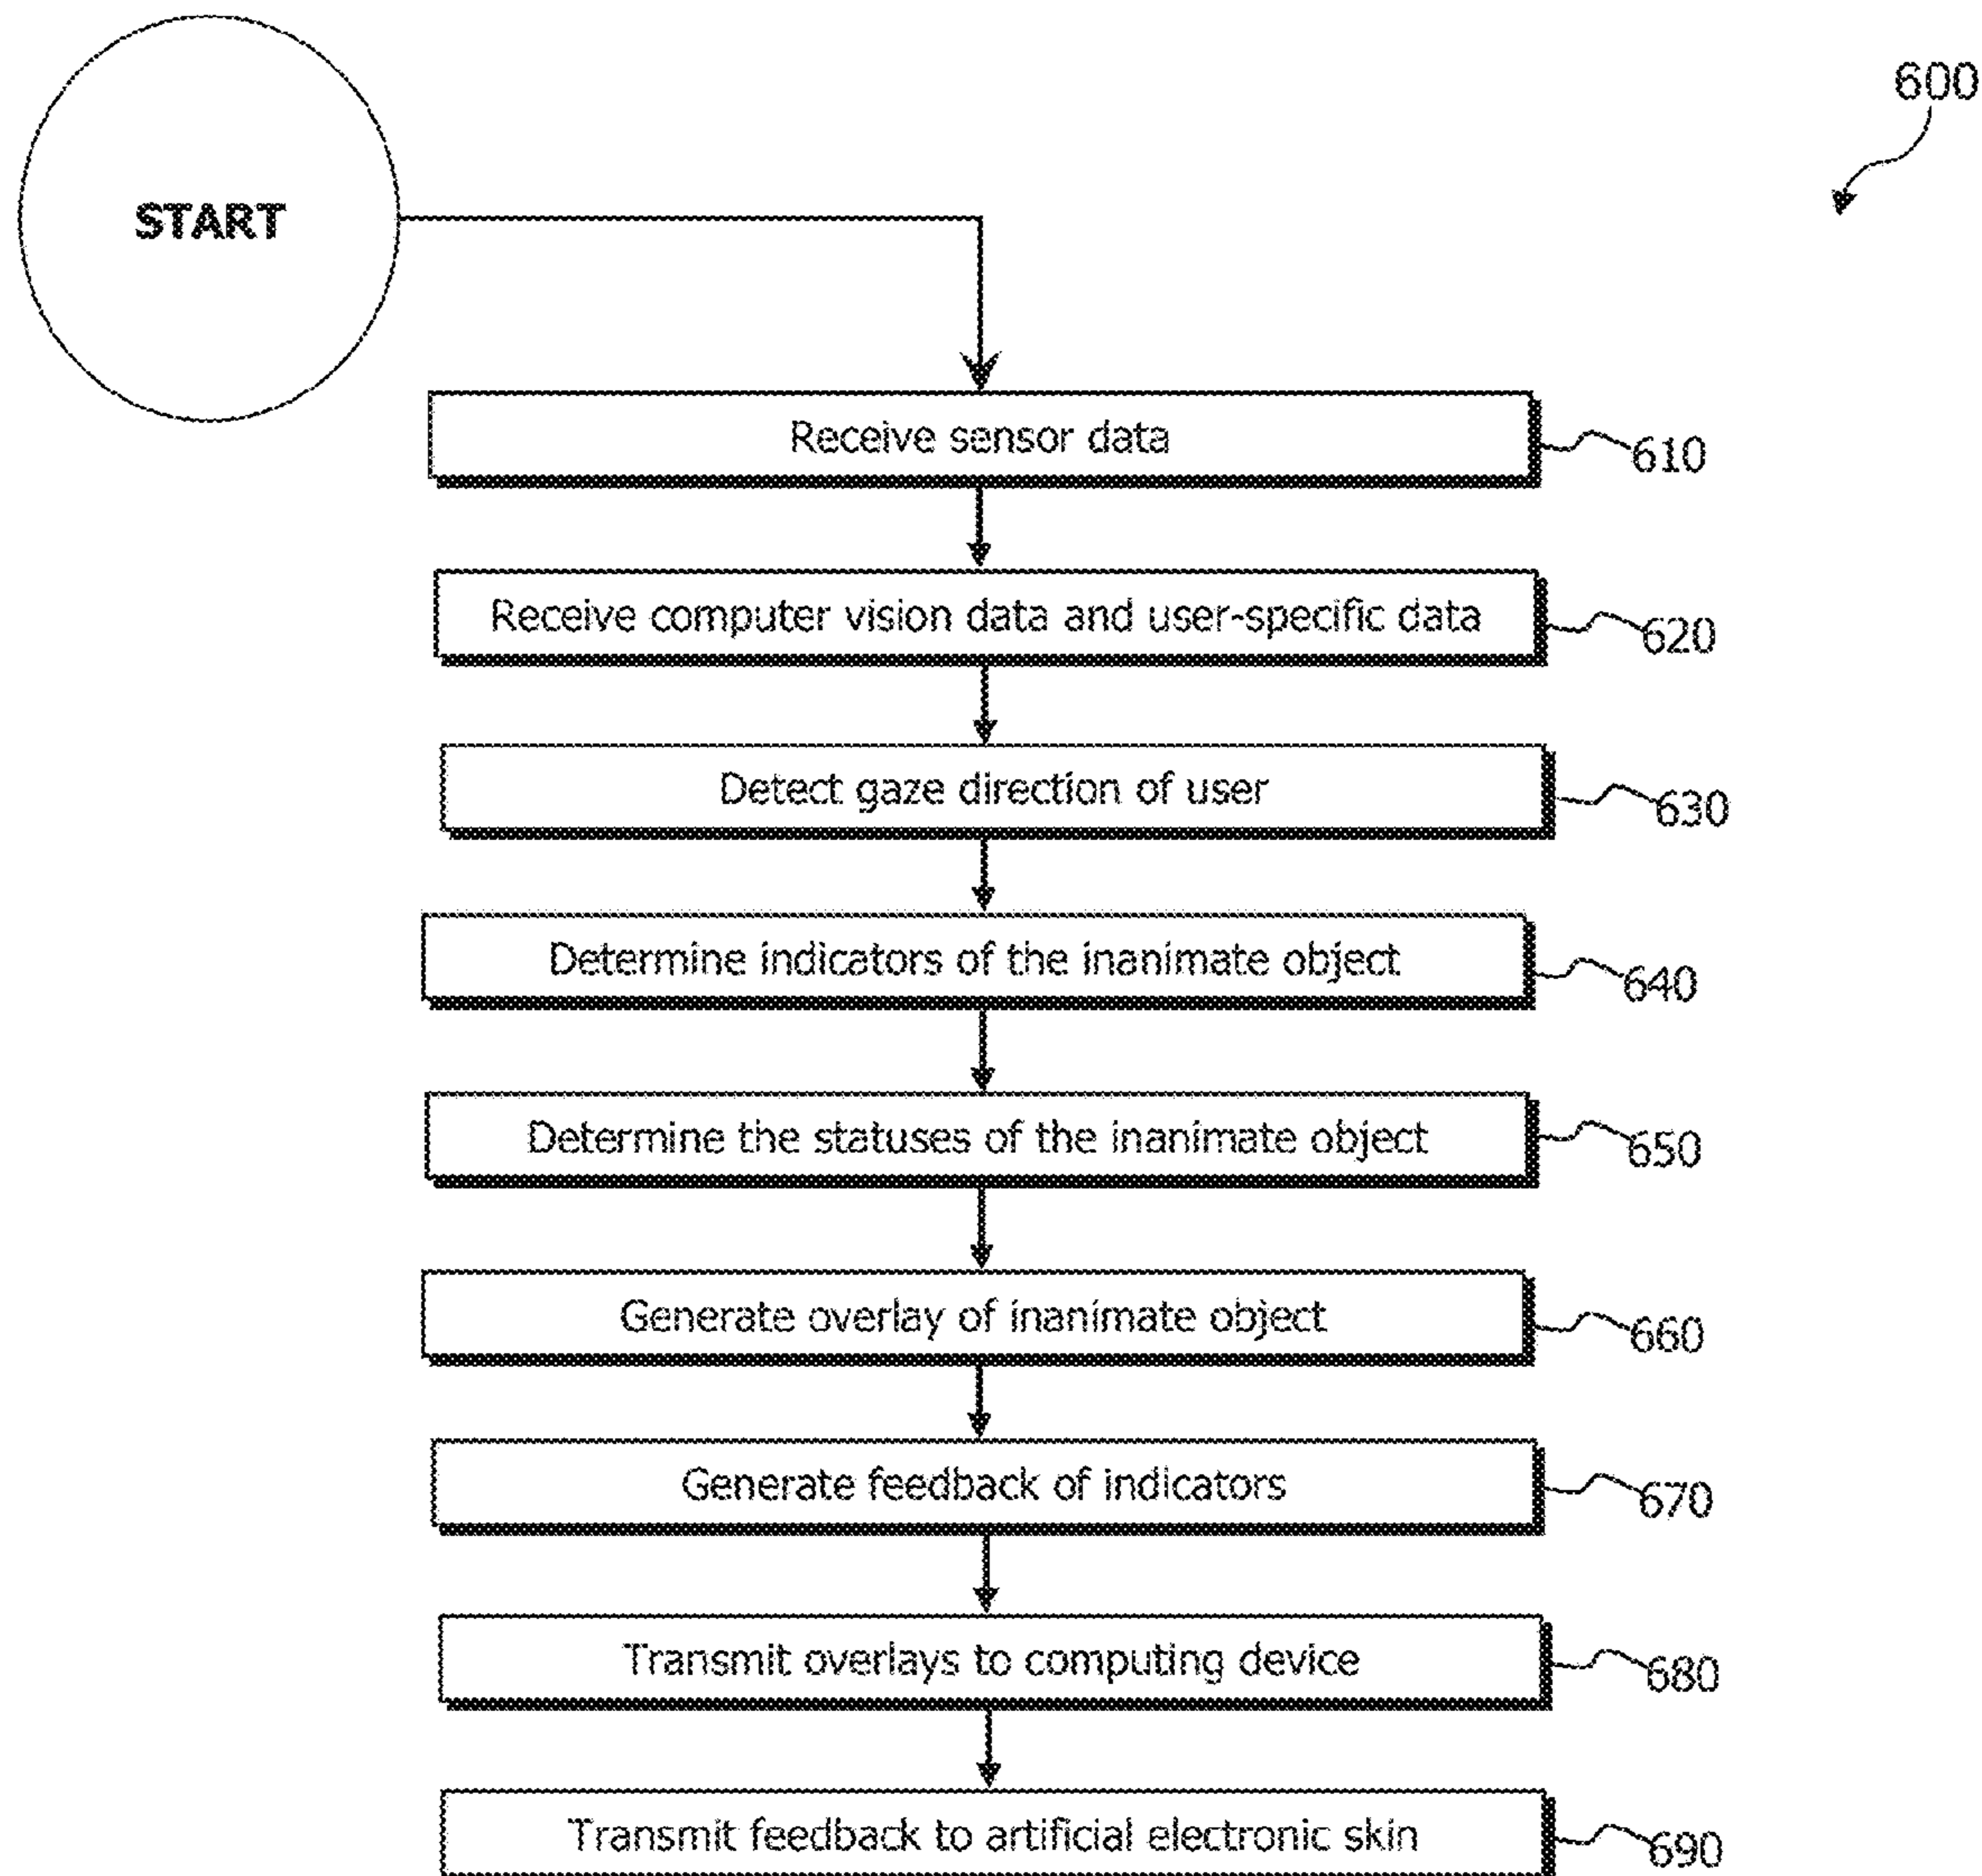 600
START
Receive sensor data
610
Receive computer vision data and user-specific data
620
Detect gaze direction of user
630
Determine indicators of the inanimate object
640
Determine the statuses of the inanimate object
650
Generate overlay of inanimate object
660
Generate feedback of indicators
670
Transmit overlays to computing device
680
Transmit feedback to artificial electronic skin
690